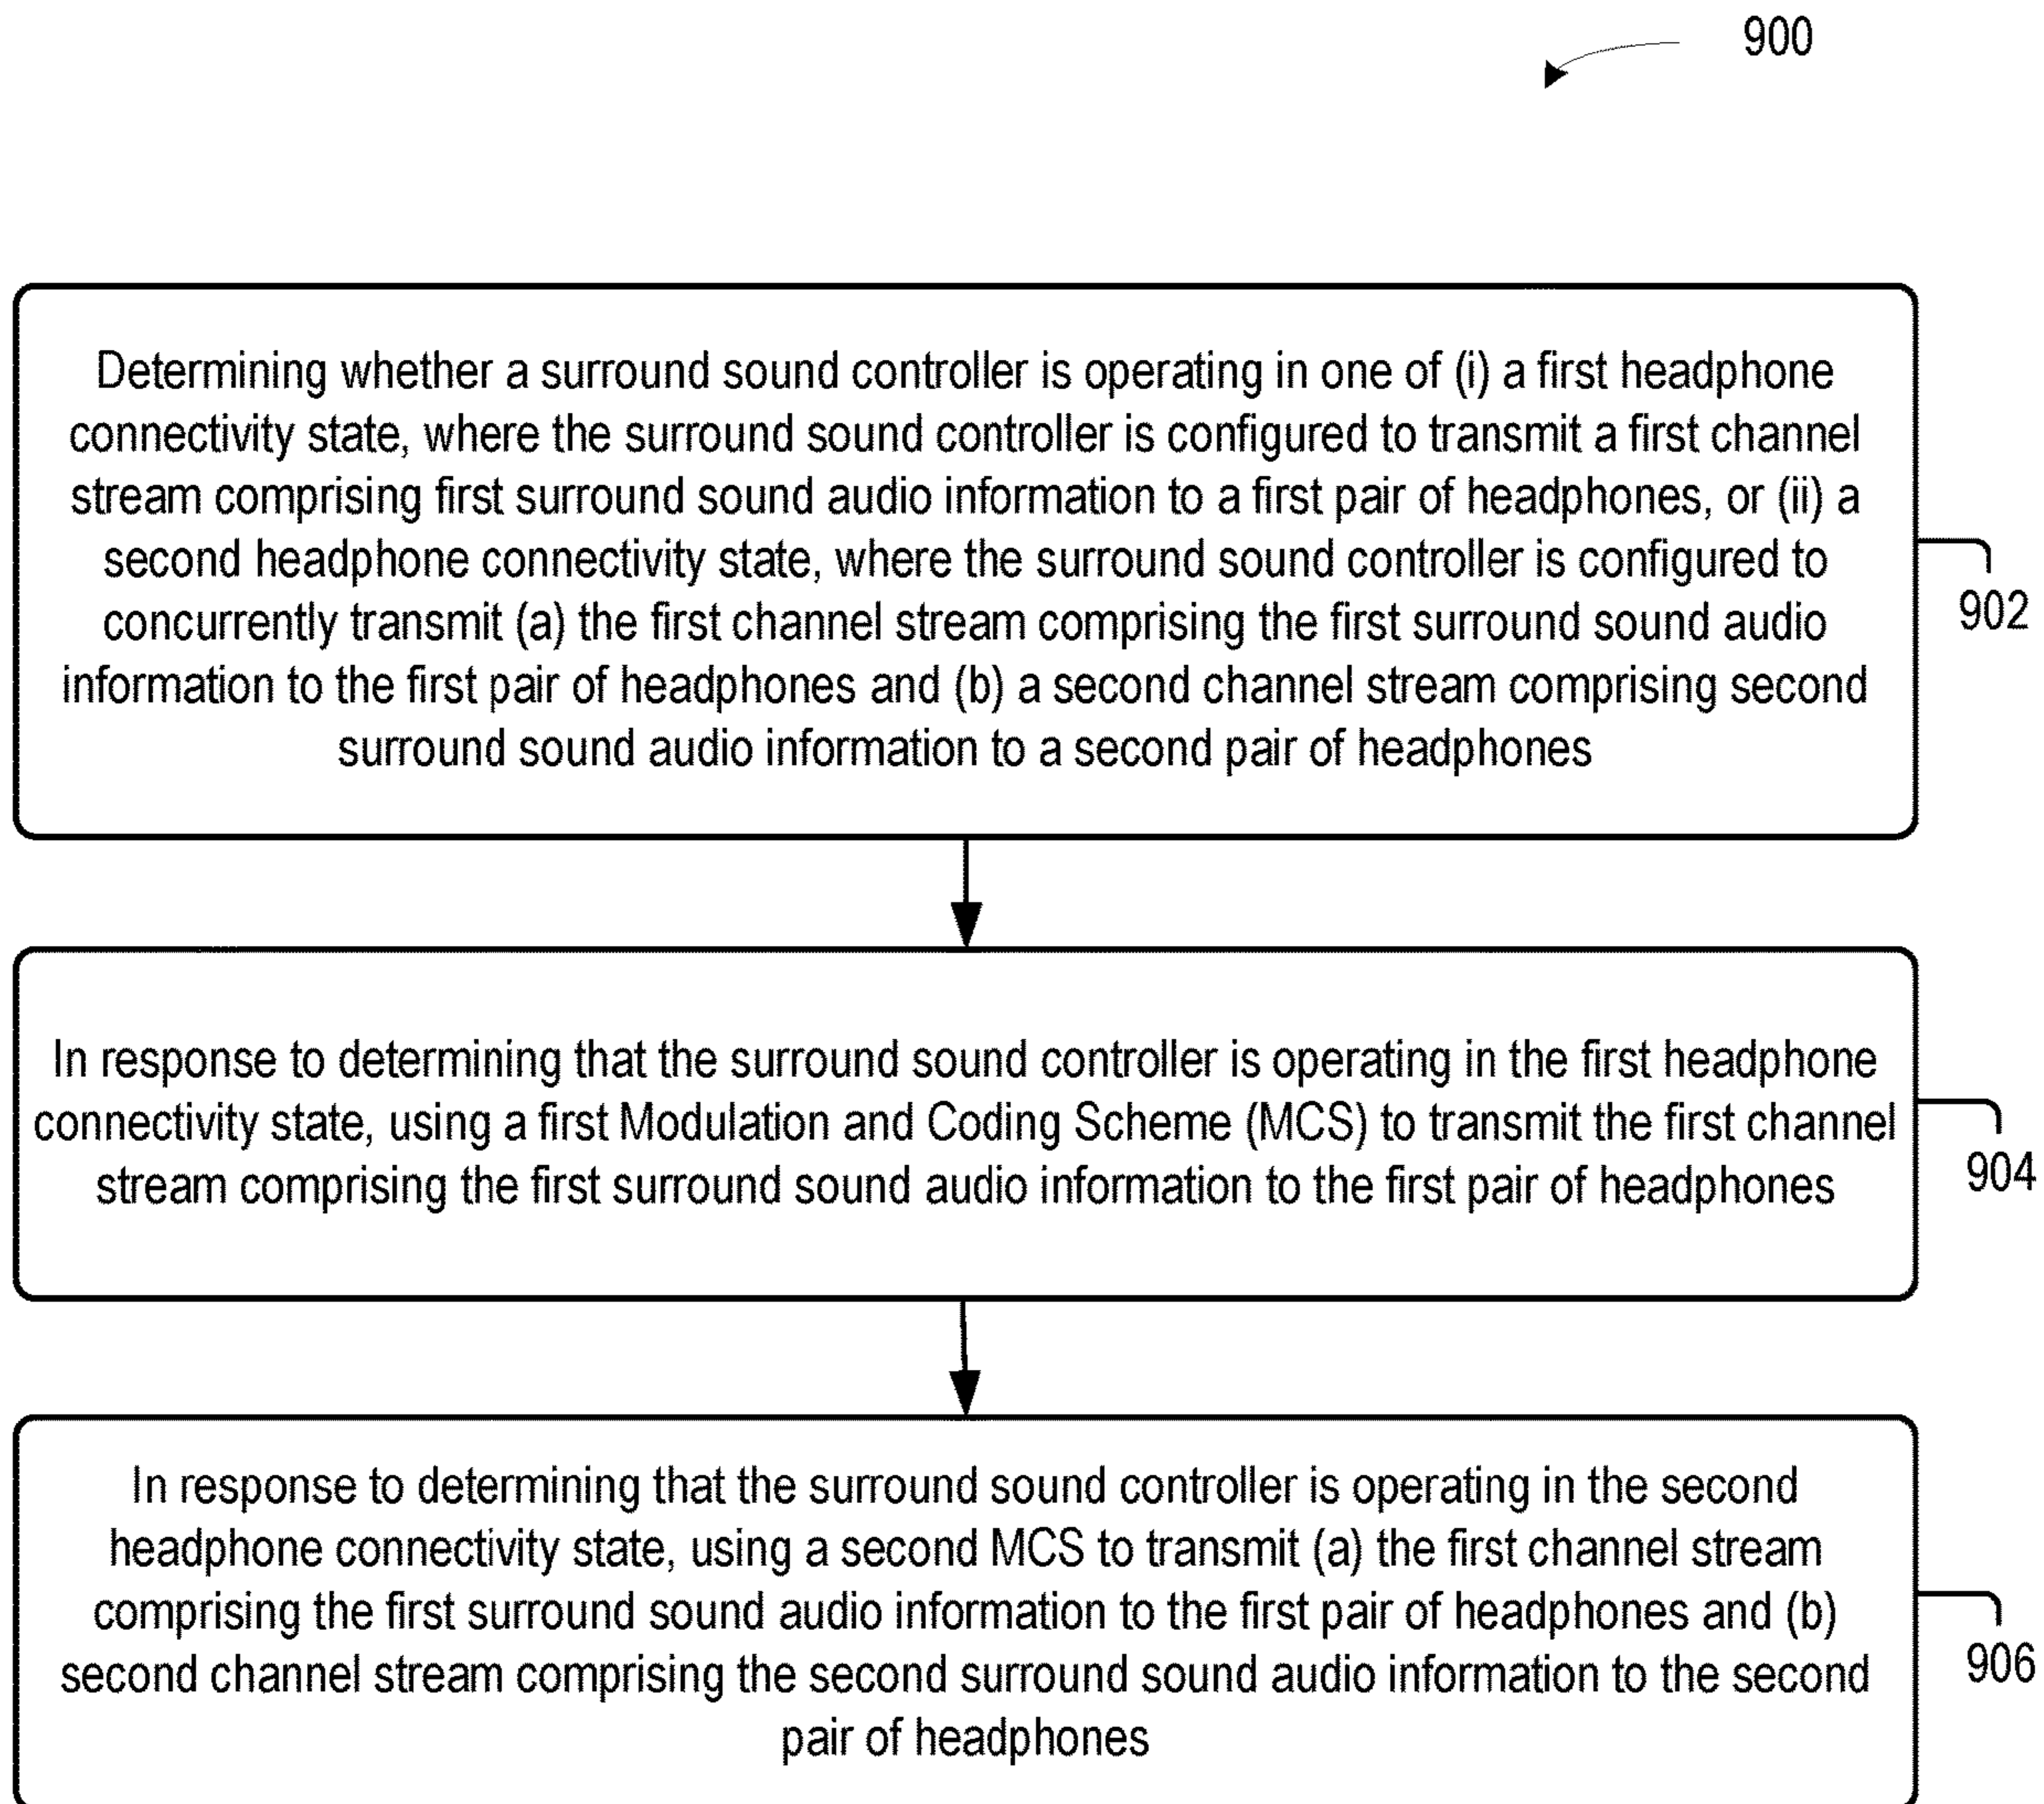 900
Determining whether a surround sound controller is operating in one of (i) a first headphone
connectivity state, where the surround sound controller is configured to transmit a first channel
stream comprising first surround sound audio information to a first pair of headphones, or (ii) a
second headphone connectivity state, where the surround sound controller is configured to
concurrently transmit (a) the first channel stream comprising the first surround sound audio
information to the first pair of headphones and (b) a second channel stream comprising second
surround sound audio information to a second pair of headphones
902
In response to determining that the surround sound controller is operating in the first headphone
connectivity state, using a first Modulation and Coding Scheme (MCS) to transmit the first channel
stream comprising the first surround sound audio information to the first pair of headphones
904
In response to determining that the surround sound controller is operating in the second
headphone connectivity state, using a second MCS to transmit (a) the first channel stream
comprising the first surround sound audio information to the first pair of headphones and (b)
second channel stream comprising the second surround sound audio information to the second
pair of headphones
906